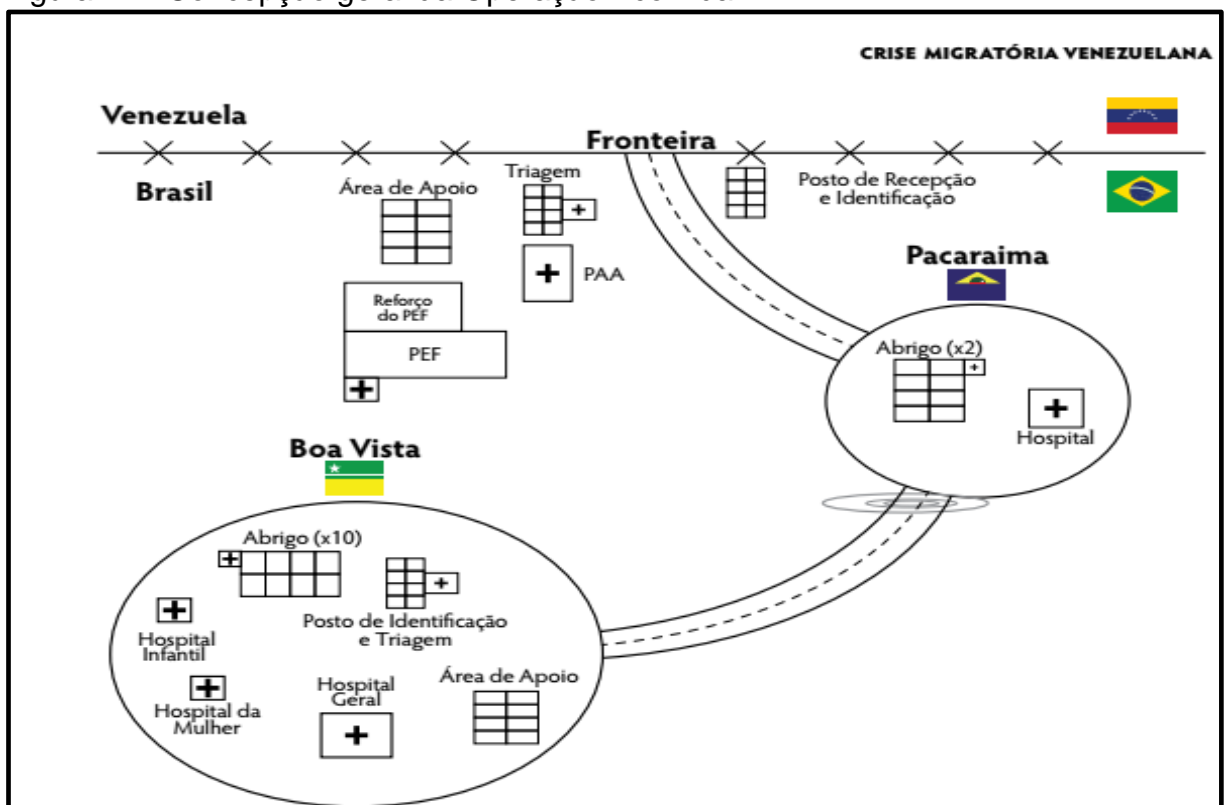 CRISE MIGRATÓRIA VENEZUELANA
Venezuela
Fronteira
Brasil
Área de Apoio
Triagem
Posto de Recepção
e Identificação
PAA
Pacaraima
Reforço
do PEF
PEF
Abrigo (x2)
Hospital
Boa Vista
Abrigo (x10)
Posto de Identificação
e Triagem
Hospital
Infantil
Hospital da
Mulher
Hospital
Geral
Área de Apoio